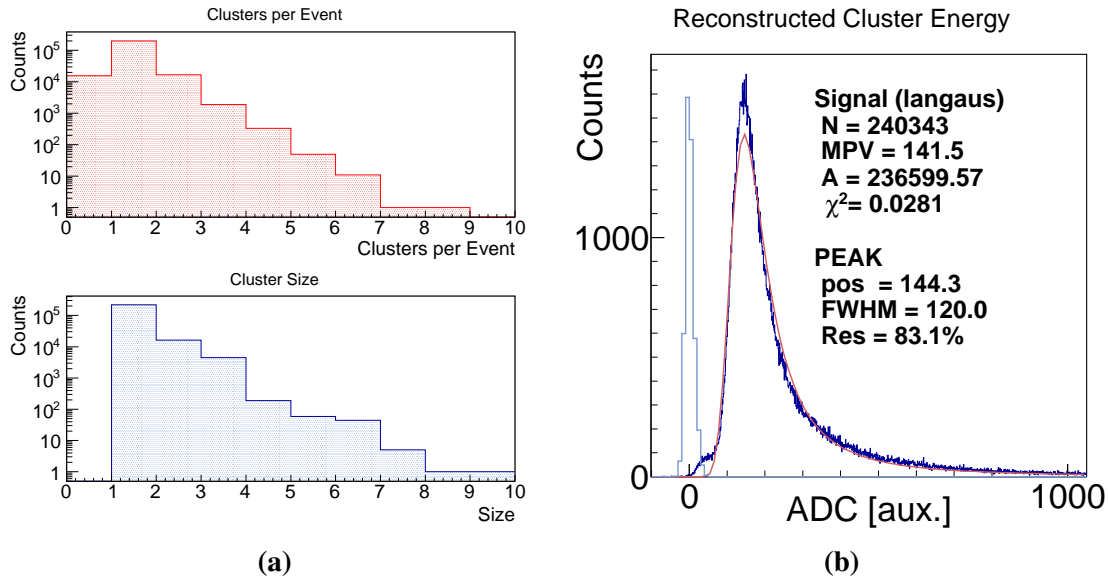 Clusters per Event
Counts
10^5
10^4
10^3
10^2
10
1
0 1 2 3 4 5 6 7 8 9 10
Clusters per Event
Cluster Size
Counts
10^5
10^4
10^3
10^2
10
1
0 1 2 3 4 5 6 7 8 9 10
Size
(a)
Reconstructed Cluster Energy
Counts
Signal (langaus)
N = 240343
MPV = 141.5
A = 236599.57
χ²= 0.0281
PEAK
pos = 144.3
FWHM = 120.0
Res = 83.1%
1000
0
0 1000
ADC [aux.]
(b)